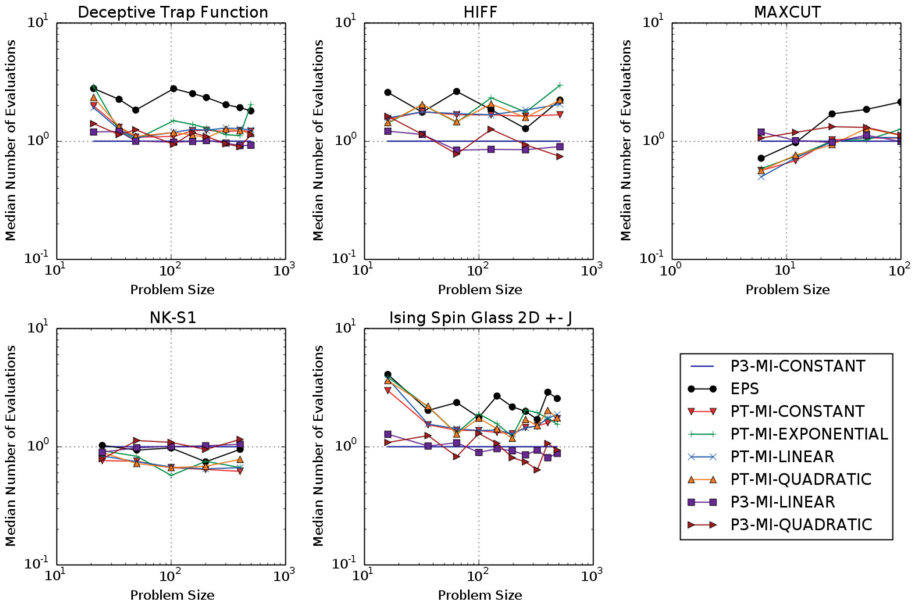 Deceptive Trap Function
10^1
10^0
10^-1
Median Number of Evaluations
10^1
10^2
10^3
Problem Size
HIFF
10^1
10^0
10^-1
Median Number of Evaluations
10^1
10^2
10^3
Problem Size
MAXCUT
10^1
10^0
10^-1
Median Number of Evaluations
10^0
10^1
10^2
Problem Size
NK-S1
10^1
10^0
10^-1
Median Number of Evaluations
10^1
10^2
10^3
Problem Size
Ising Spin Glass 2D +- J
10^1
10^0
10^-1
Median Number of Evaluations
10^1
10^2
10^3
Problem Size
P3-MI-CONSTANT
EPS
PT-MI-CONSTANT
PT-MI-EXPONENTIAL
PT-MI-LINEAR
PT-MI-QUADRATIC
P3-MI-LINEAR
P3-MI-QUADRATIC